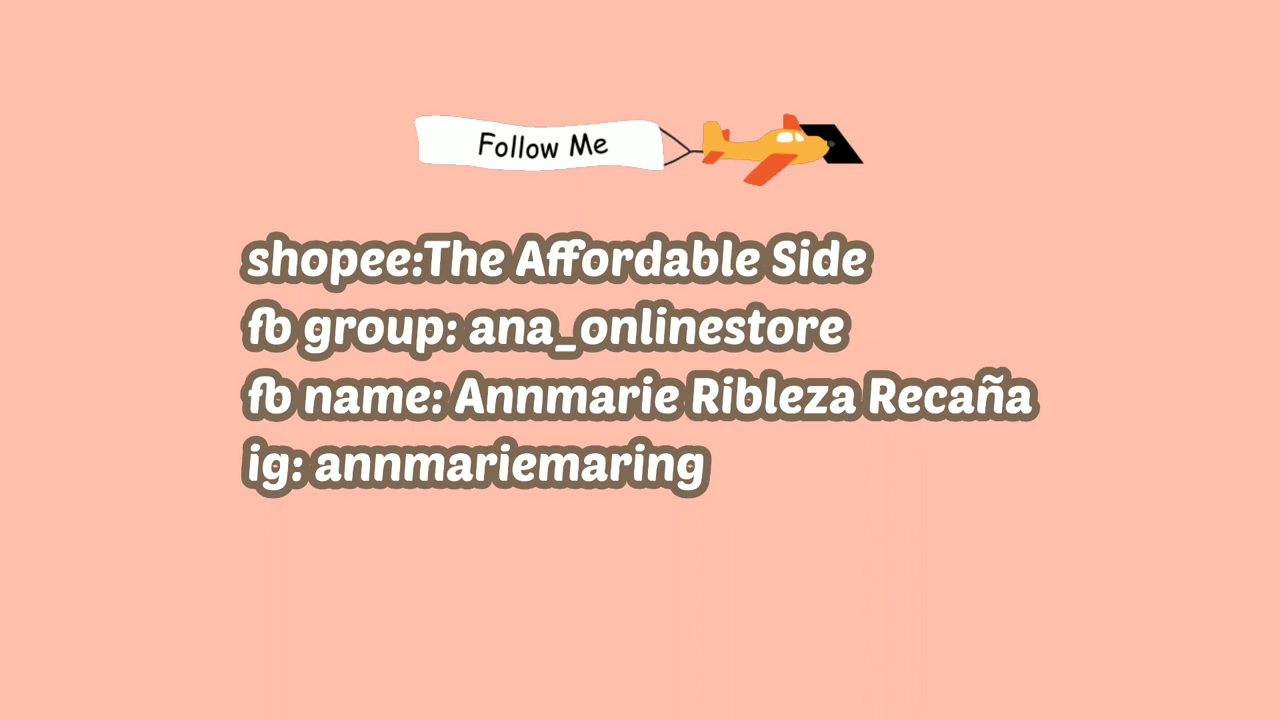 Follow Me
shopee:The Affordable Side
fb group: ana_onlinestore
fb name: Annmarie Ribleza Recaña
ig: annmariemaring